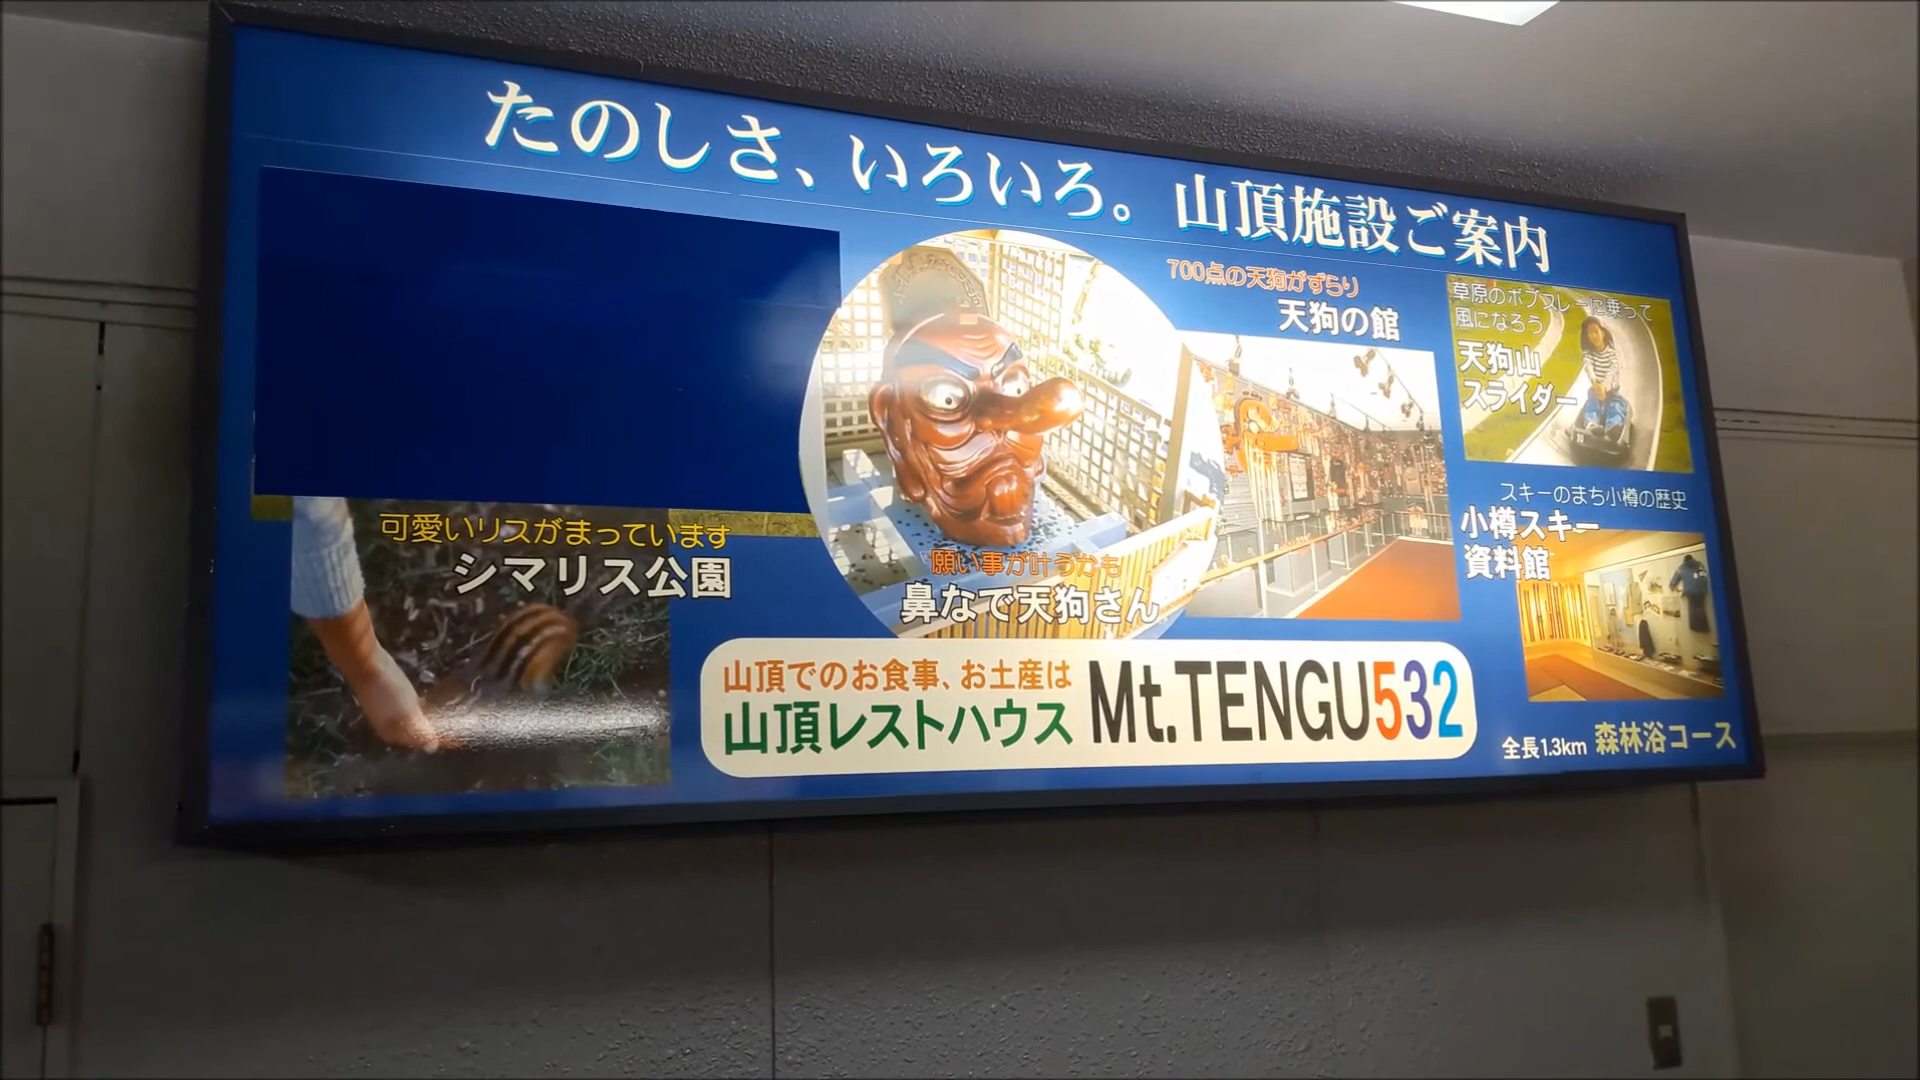 たのしさ、いろいろ。 山頂施設ご案内
700点の天狗がずらり
天狗の館
草原のボブスレーに乗って
風になろう
天狗山
スライダー
可愛いリスがまっています
シマリス公園
願い事が叶うかも
鼻なで天狗さん
スキーのまち小樽の歴史
小樽スキー
資料館
山頂でのお食事、お土産は
山頂レストハウス Mt.TENGU532
全長1.3km 森林浴コース